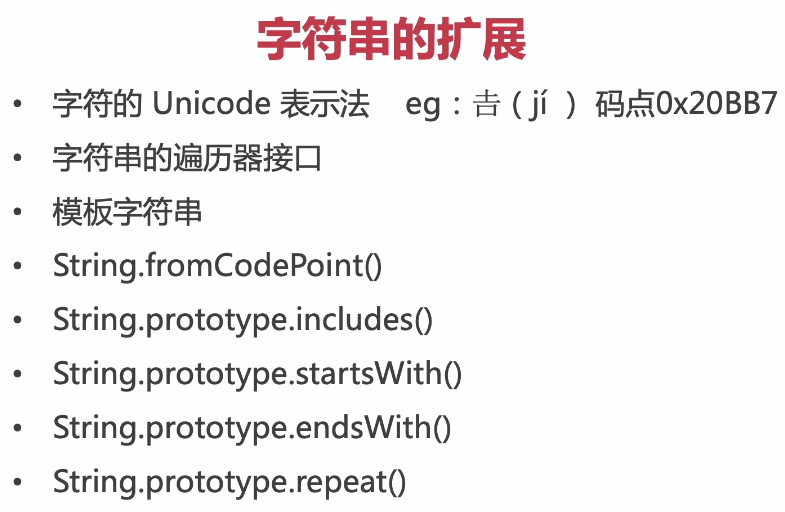 字符串的扩展
• 字符的 Unicode 表示法 eg：𠮷（jí ） 码点0x20BB7
• 字符串的遍历器接口
• 模板字符串
• String.fromCodePoint()
• String.prototype.includes()
• String.prototype.startsWith()
• String.prototype.endsWith()
• String.prototype.repeat()